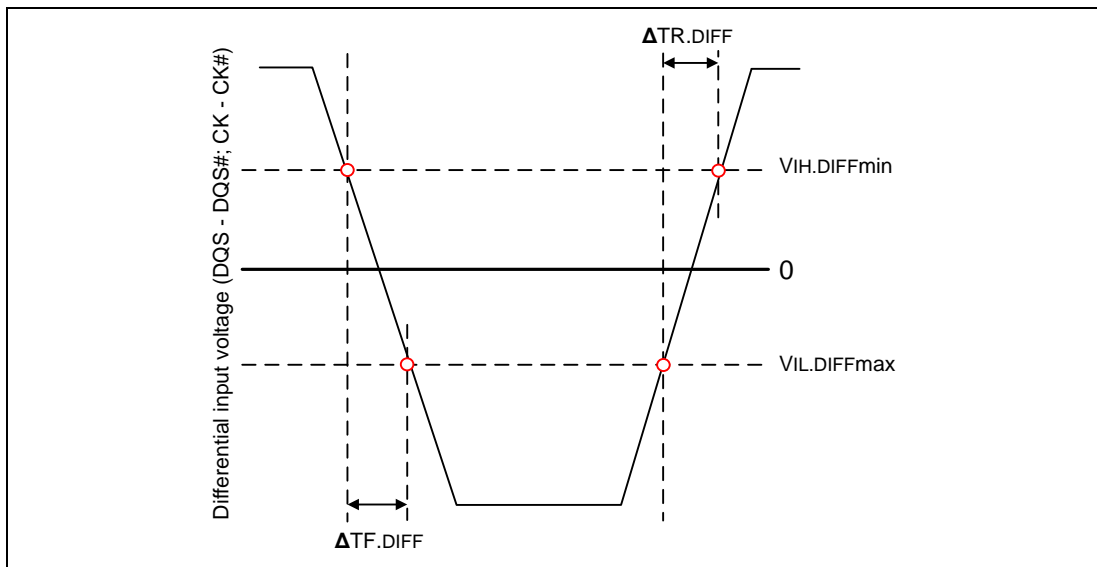 Differential input voltage (DQS - DQS#; CK - CK#)
ΔTR.DIFF
VIH.DIFFmin
0
VIL.DIFFmax
ΔTF.DIFF